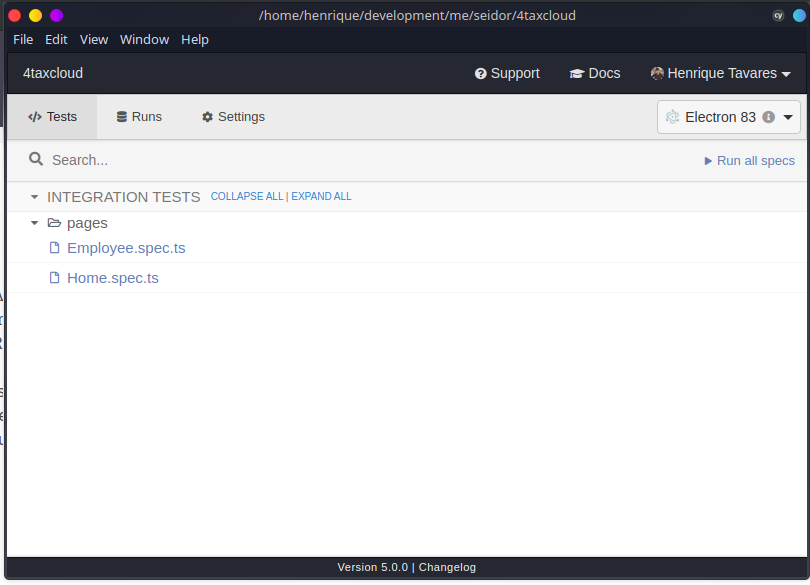 /home/henrique/development/me/seidor/4taxcloud
cy
File Edit View Window Help
4taxcloud Support Docs Henrique Tavares
Tests Runs Settings Electron 83
Search... Run all specs
INTEGRATION TESTS COLLAPSE ALL | EXPAND ALL
pages
Employee.spec.ts
Home.spec.ts
Version 5.0.0 | Changelog